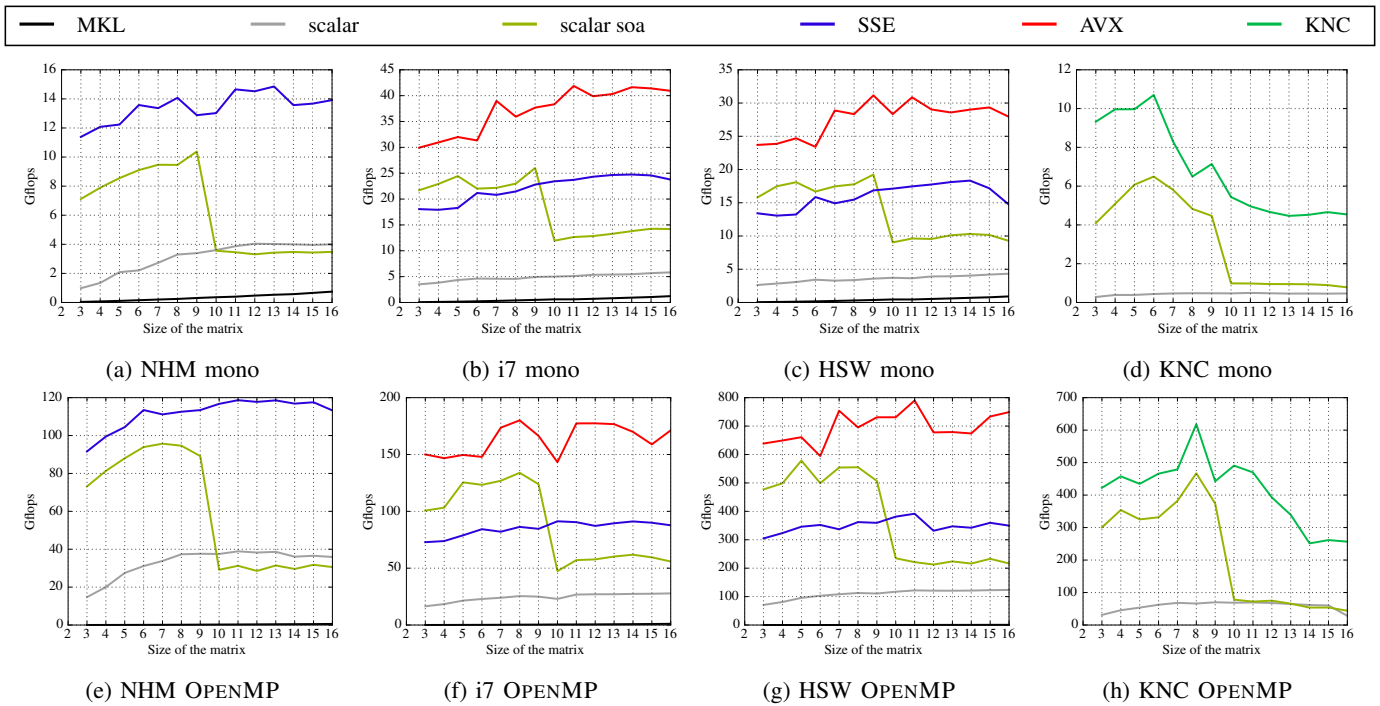 MKL scalar scalar soa SSE AVX KNC
16
14
12
10
8
6
4
2
0
Gflops
2 3 4 5 6 7 8 9 10 11 12 13 14 15 16
Size of the matrix
(a) NHM mono
45
40
35
30
25
20
15
10
5
0
Gflops
2 3 4 5 6 7 8 9 10 11 12 13 14 15 16
Size of the matrix
(b) i7 mono
35
30
25
20
15
10
5
0
Gflops
2 3 4 5 6 7 8 9 10 11 12 13 14 15 16
Size of the matrix
(c) HSW mono
12
10
8
6
4
2
0
Gflops
2 3 4 5 6 7 8 9 10 11 12 13 14 15 16
Size of the matrix
(d) KNC mono
120
100
80
60
40
20
0
Gflops
2 3 4 5 6 7 8 9 10 11 12 13 14 15 16
Size of the matrix
(e) NHM OPENMP
200
150
100
50
0
Gflops
2 3 4 5 6 7 8 9 10 11 12 13 14 15 16
Size of the matrix
(f) i7 OPENMP
800
700
600
500
400
300
200
100
0
Gflops
2 3 4 5 6 7 8 9 10 11 12 13 14 15 16
Size of the matrix
(g) HSW OPENMP
700
600
500
400
300
200
100
0
Gflops
2 3 4 5 6 7 8 9 10 11 12 13 14 15 16
Size of the matrix
(h) KNC OPENMP